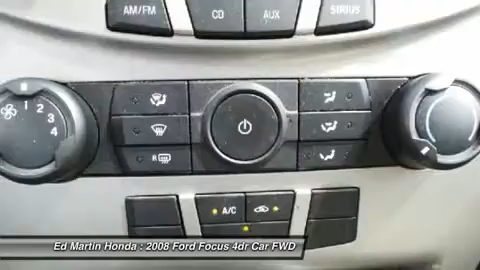 AM/FM CD AUX SIRIUS
1 2
3
4
R
A/C
Ed Martin Honda : 2008 Ford Focus 4dr Car FWD